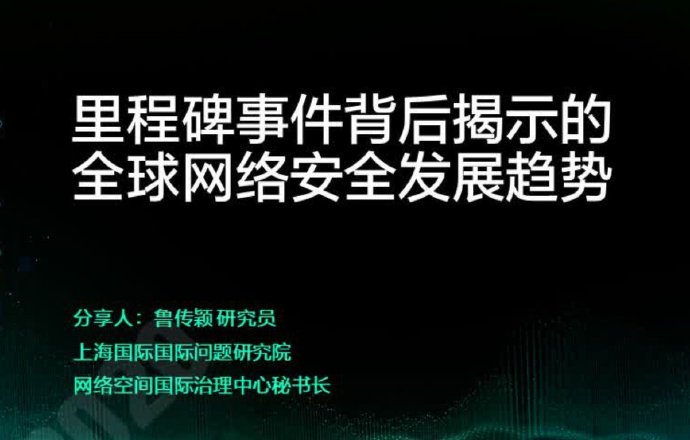 里程碑事件背后揭示的
全球网络安全发展趋势
分享人：鲁传颖 研究员
上海国际国际问题研究院
网络空间国际治理中心秘书长
2020